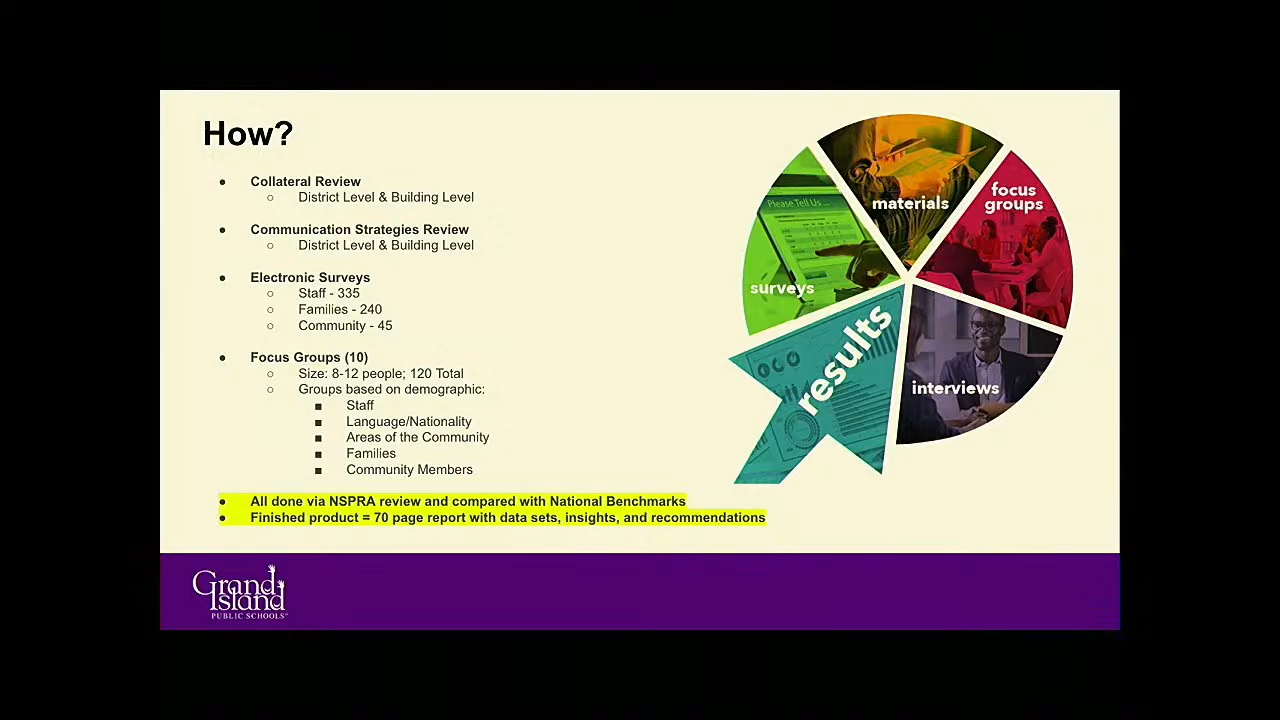 How?
● Collateral Review
○ District Level & Building Level
● Communication Strategies Review
○ District Level & Building Level
● Electronic Surveys
○ Staff - 335
○ Families - 240
○ Community - 45
● Focus Groups (10)
○ Size: 8-12 people; 120 Total
○ Groups based on demographic:
■ Staff
■ Language/Nationality
■ Areas of the Community
■ Families
■ Community Members
● All done via NSPRA review and compared with National Benchmarks
● Finished product = 70 page report with data sets, insights, and recommendations
materials
focus
groups
Please Tell Us ...
surveys
results
interviews
Grand
Island
PUBLIC SCHOOLS